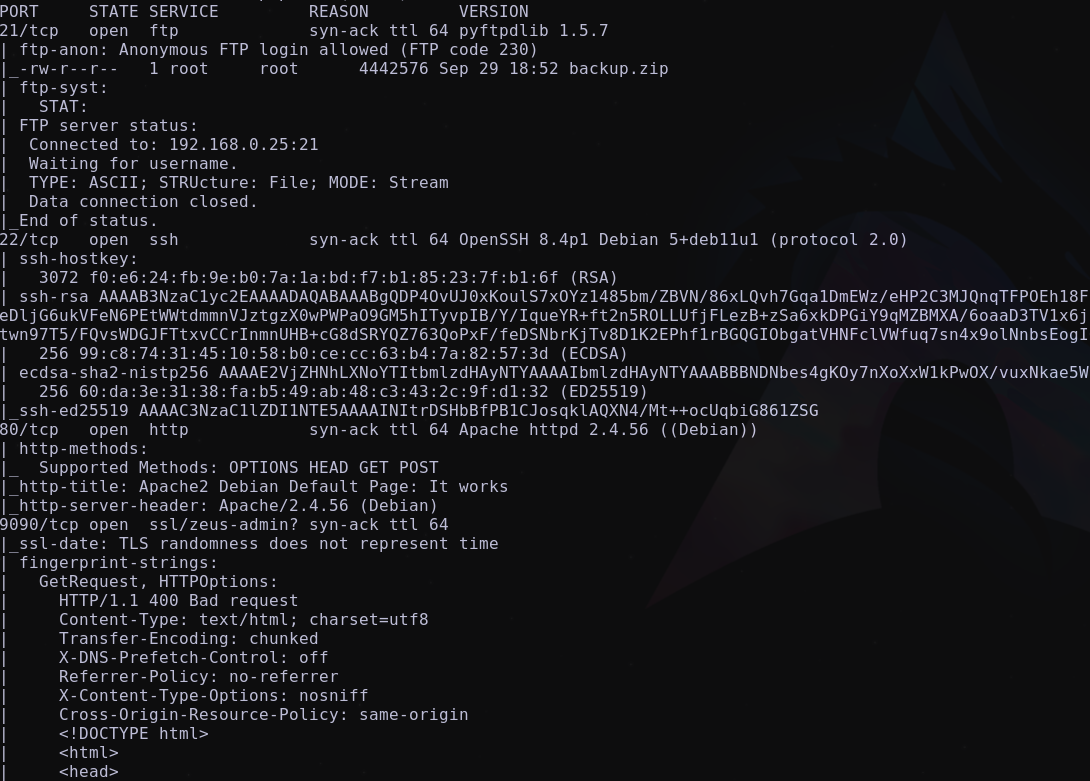 PORT     STATE SERVICE         REASON         VERSION
21/tcp   open  ftp             syn-ack ttl 64 pyftpdlib 1.5.7
| ftp-anon: Anonymous FTP login allowed (FTP code 230)
|_-rw-r--r--   1 root     root      4442576 Sep 29 18:52 backup.zip
| ftp-syst:
|   STAT:
| FTP server status:
|  Connected to: 192.168.0.25:21
|  Waiting for username.
|  TYPE: ASCII; STRUcture: File; MODE: Stream
|  Data connection closed.
|_End of status.
22/tcp   open  ssh             syn-ack ttl 64 OpenSSH 8.4p1 Debian 5+deb11u1 (protocol 2.0)
| ssh-hostkey:
|   3072 f0:e6:24:fb:9e:b0:7a:1a:bd:f7:b1:85:23:7f:b1:6f (RSA)
| ssh-rsa AAAAB3NzaC1yc2EAAAADAQABAAABgQDP4OvUJ0xKoulS7xOYz1485bm/ZBVN/86xLQvh7Gqa1DmEWz/eHP2C3MJQnqTFPOEh18F
eDljG6ukVFeN6PEtWWtdmmnVJztgzX0wPWPaO9GM5hITyvpIB/Y/IqueYR+ft2n5ROLLUfjFLezB+zSa6xkDPGiY9qMZBMXA/6oaaD3TV1x6j
twn97T5/FQvsWDGJFTtxvCCrInmnUHB+cG8dSRYQZ763QoPxF/feDSNbrKjTv8D1K2EPhf1rBGQGIObgatVHNFclVWfuq7sn4x9olNnbsEogI
|   256 99:c8:74:31:45:10:58:b0:ce:cc:63:b4:7a:82:57:3d (ECDSA)
| ecdsa-sha2-nistp256 AAAAE2VjZHNhLXNoYTItbmlzdHAyNTYAAAAIbmlzdHAyNTYAAABBBNDNbes4gKOy7nXoXxW1kPwOX/vuxNkae5W
|   256 60:da:3e:31:38:fa:b5:49:ab:48:c3:43:2c:9f:d1:32 (ED25519)
|_ssh-ed25519 AAAAC3NzaC1lZDI1NTE5AAAAINItrDSHbBfPB1CJosqklAQXN4/Mt++ocUqbiG861ZSG
80/tcp   open  http            syn-ack ttl 64 Apache httpd 2.4.56 ((Debian))
| http-methods:
|_  Supported Methods: OPTIONS HEAD GET POST
|_http-title: Apache2 Debian Default Page: It works
|_http-server-header: Apache/2.4.56 (Debian)
9090/tcp open  ssl/zeus-admin? syn-ack ttl 64
|_ssl-date: TLS randomness does not represent time
| fingerprint-strings:
|   GetRequest, HTTPOptions:
|     HTTP/1.1 400 Bad request
|     Content-Type: text/html; charset=utf8
|     Transfer-Encoding: chunked
|     X-DNS-Prefetch-Control: off
|     Referrer-Policy: no-referrer
|     X-Content-Type-Options: nosniff
|     Cross-Origin-Resource-Policy: same-origin
|     <!DOCTYPE html>
|     <html>
|     <head>